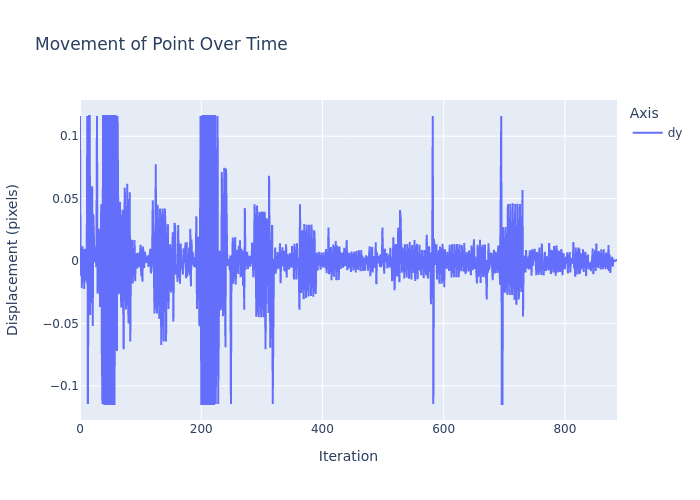 Movement of Point Over Time
Axis
dy
0.1
0.05
0
−0.05
−0.1
Displacement (pixels)
0
200
400
600
800
Iteration